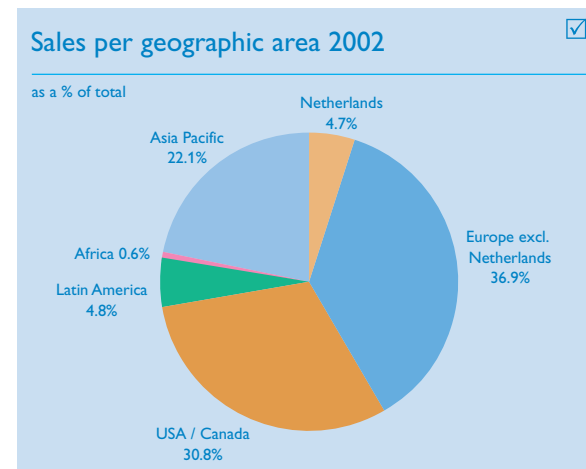 Sales per geographic area 2002
as a % of total
Netherlands
4.7%
Asia Pacific
22.1%
Europe excl.
Netherlands
36.9%
Africa 0.6%
Latin America
4.8%
USA / Canada
30.8%